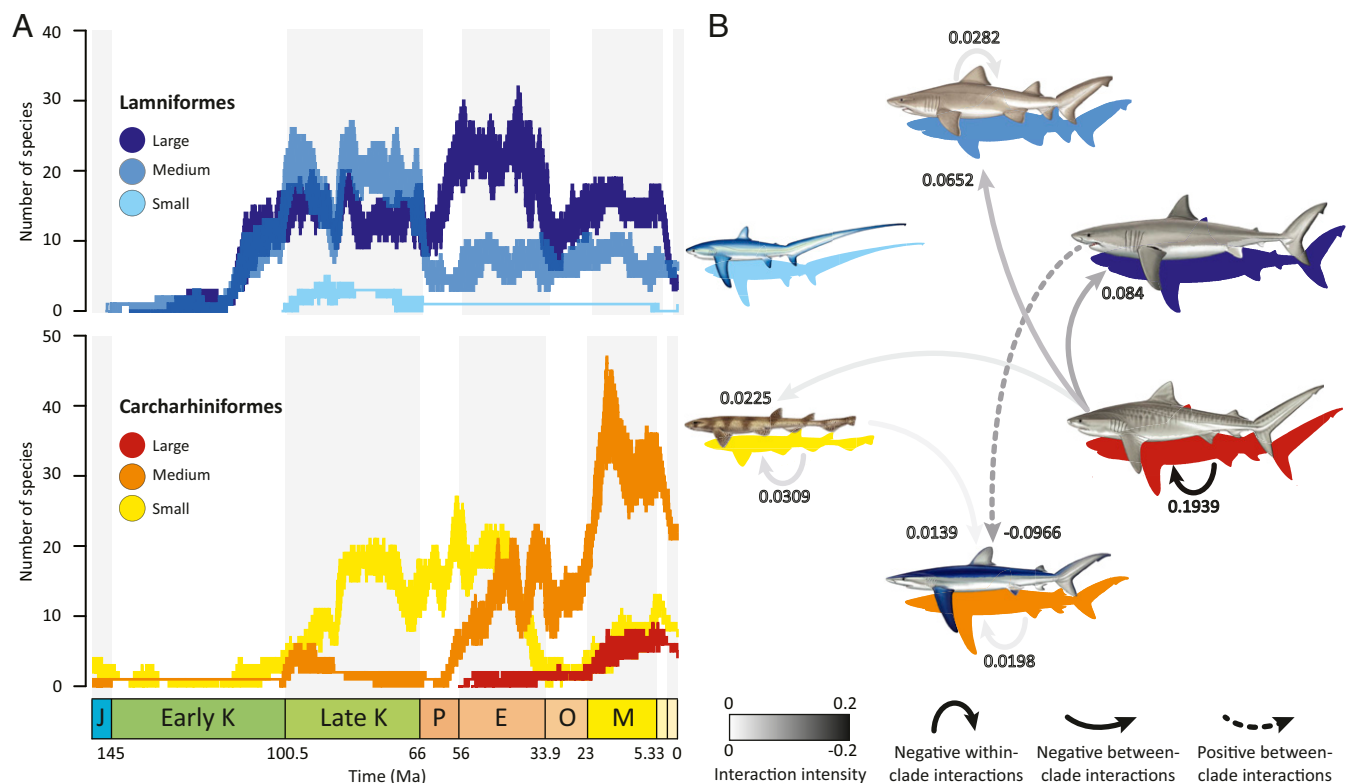 A
B
40
30
20
10
0
Number of species
Lamniformes
Large
Medium
Small
50
40
30
20
10
0
Number of species
Carcharhiniformes
Large
Medium
Small
J
Early K
Late K
P
E
O
M
145
100.5
66
56
33.9
23
5.33
0
Time (Ma)
0.0282
0.0652
0.084
0.0225
0.0309
0.1939
0.0139
-0.0966
0.0198
0
0.2
0
-0.2
Interaction intensity
Negative within-
clade interactions
Negative between-
clade interactions
Positive between-
clade interactions